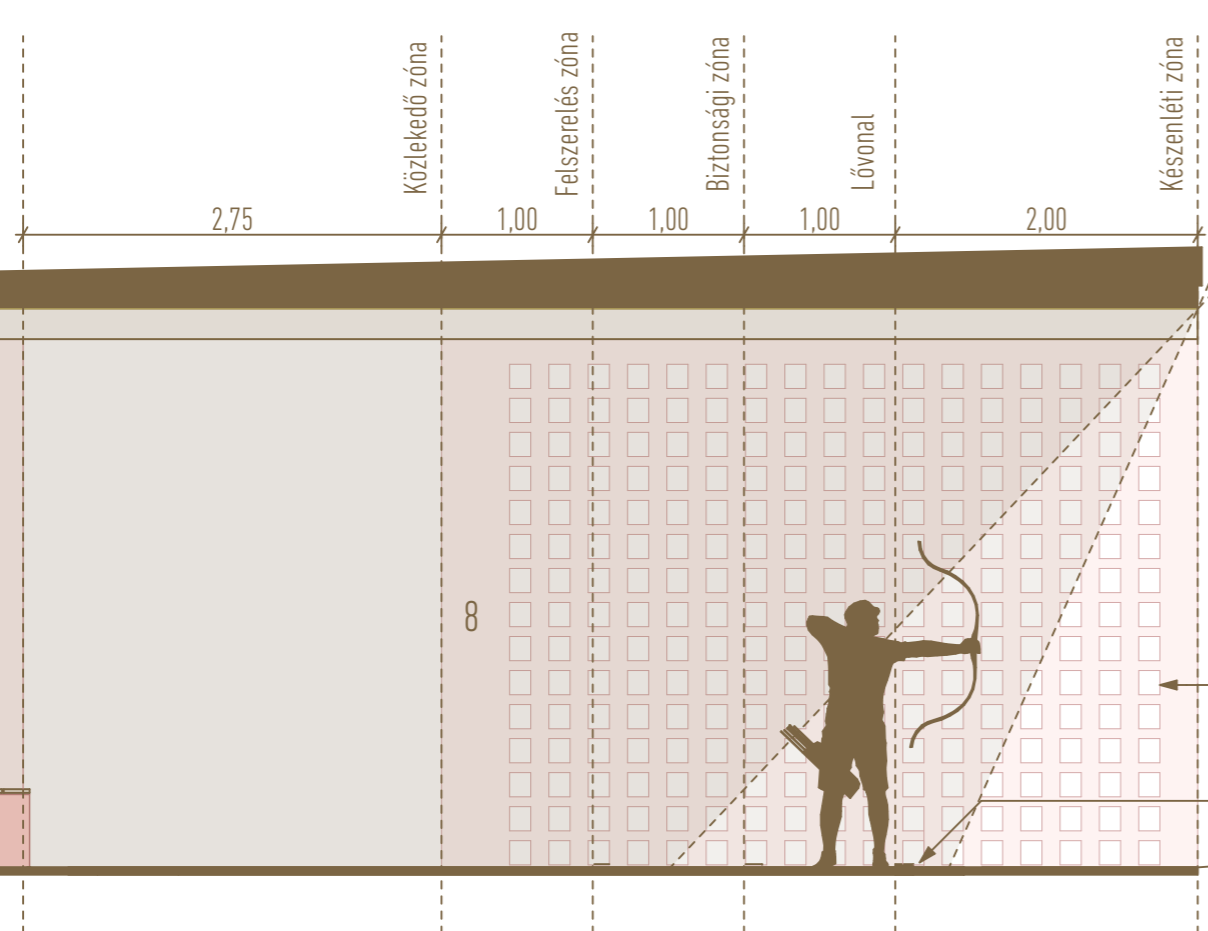 Közlekedő zóna
Felszerelés zóna
Biztonsági zóna
Lővonal
Készenléti zóna
2,75
1,00
1,00
1,00
2,00
8